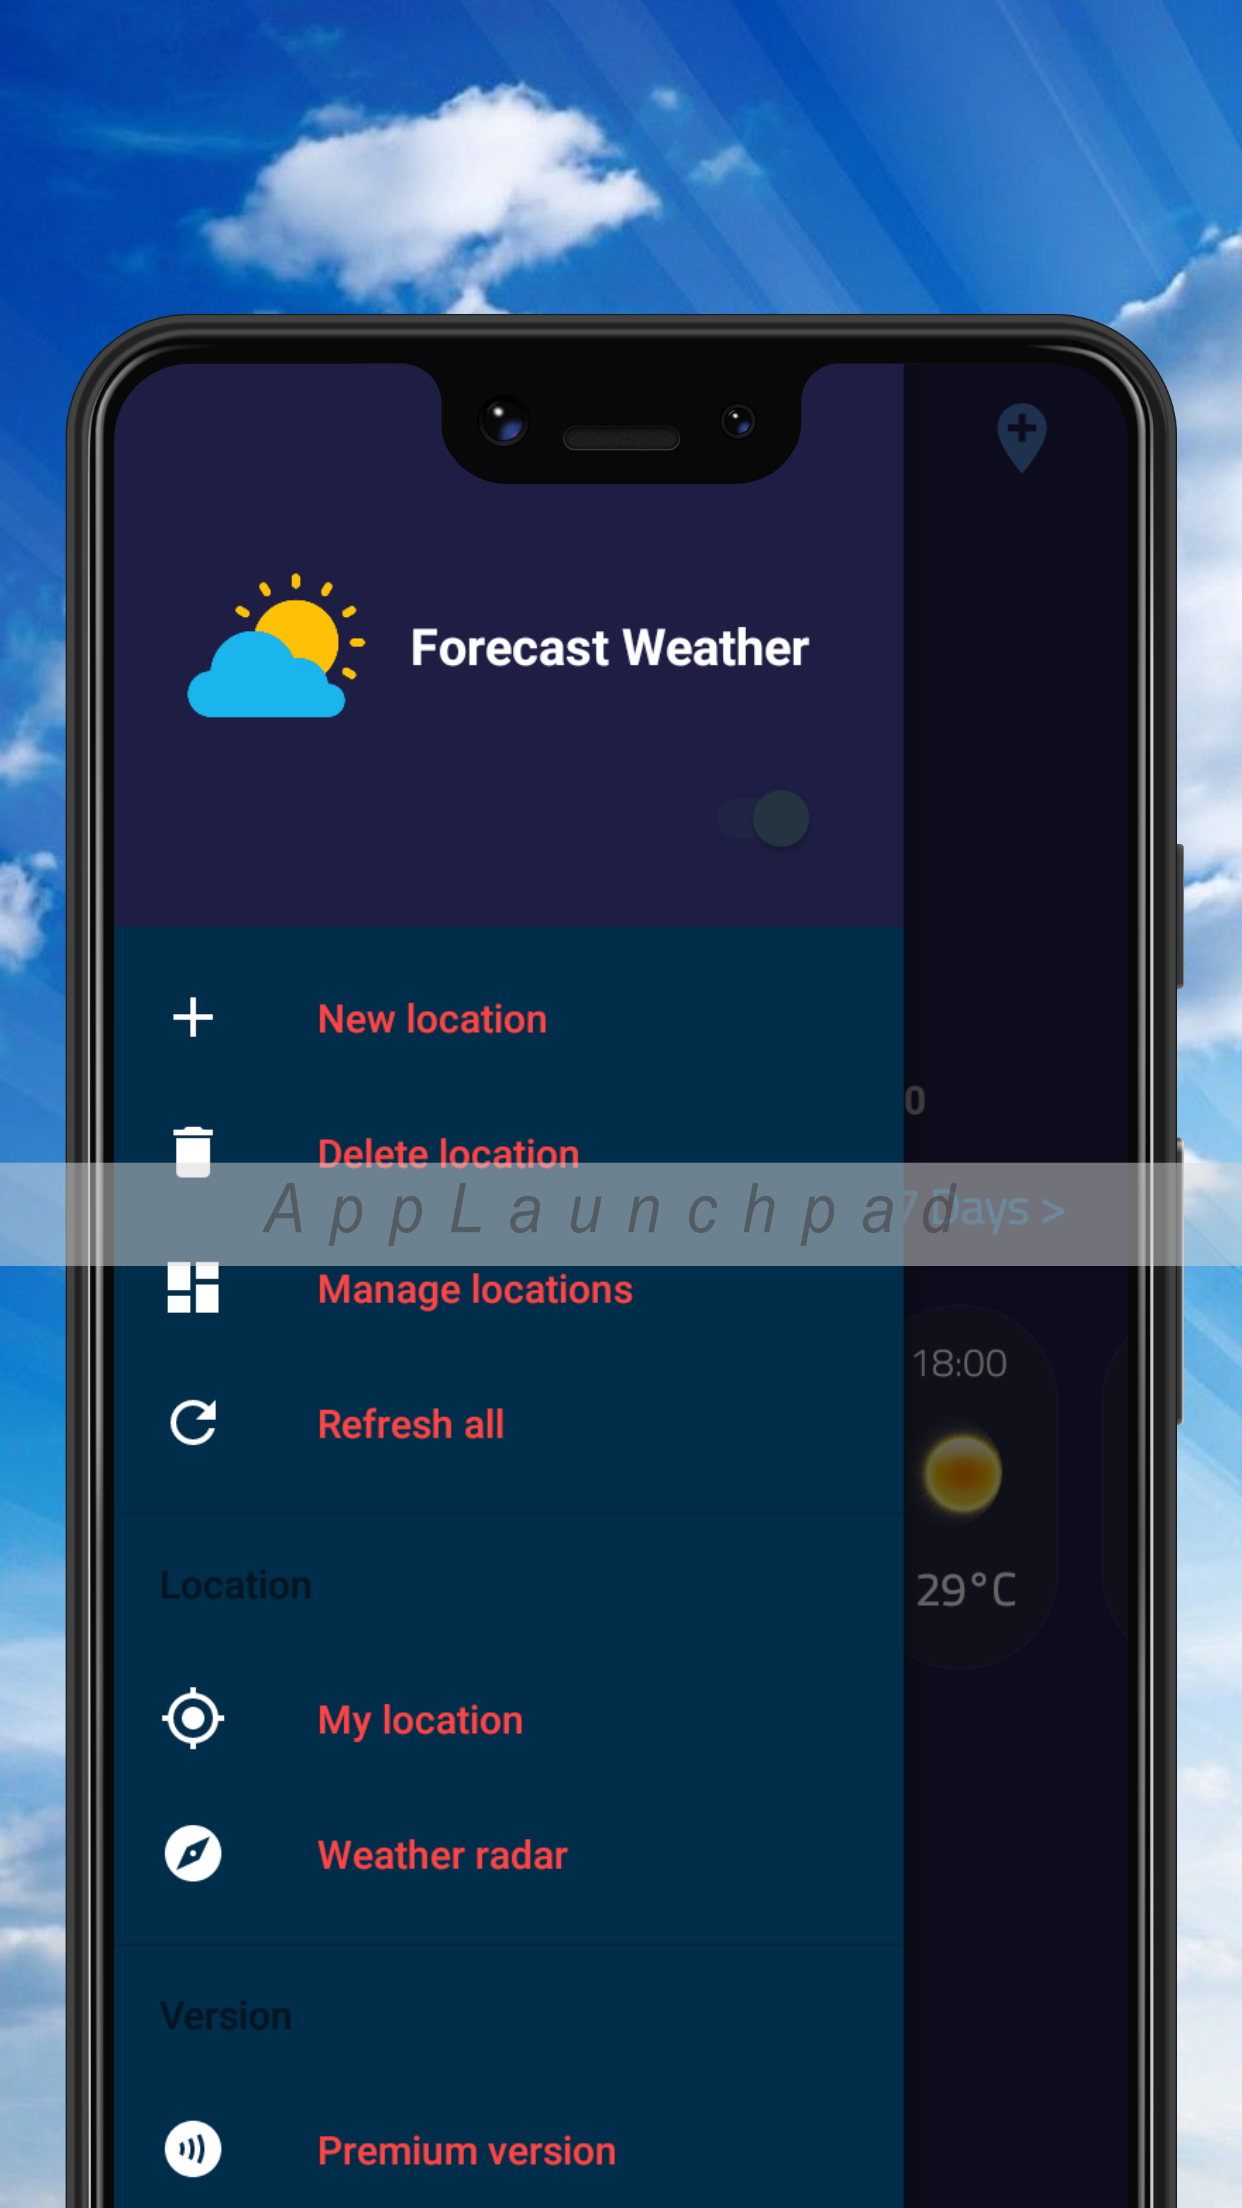 Forecast Weather
New location
0
Delete location
AppLaunchpad
7 Days >
Manage locations
18:00
Refresh all
29°C
Location
My location
Weather radar
Version
Premium version